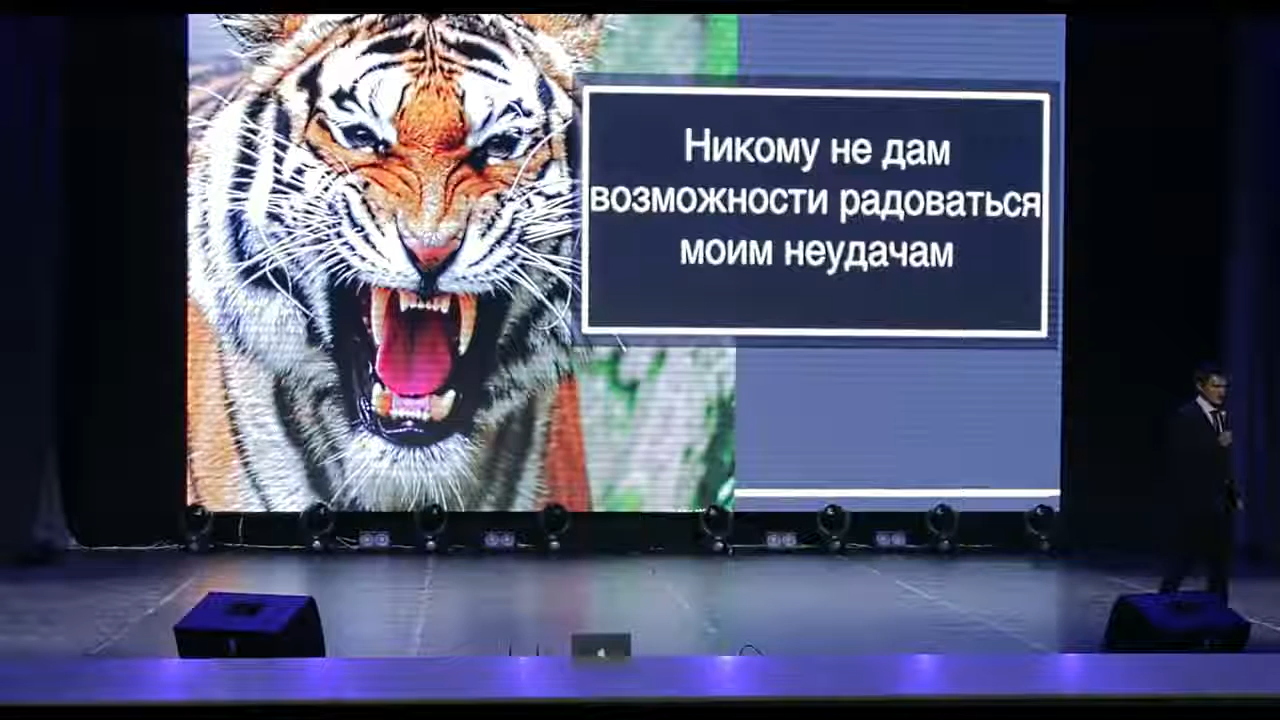 Никому не дам
возможности радоваться
моим неудачам